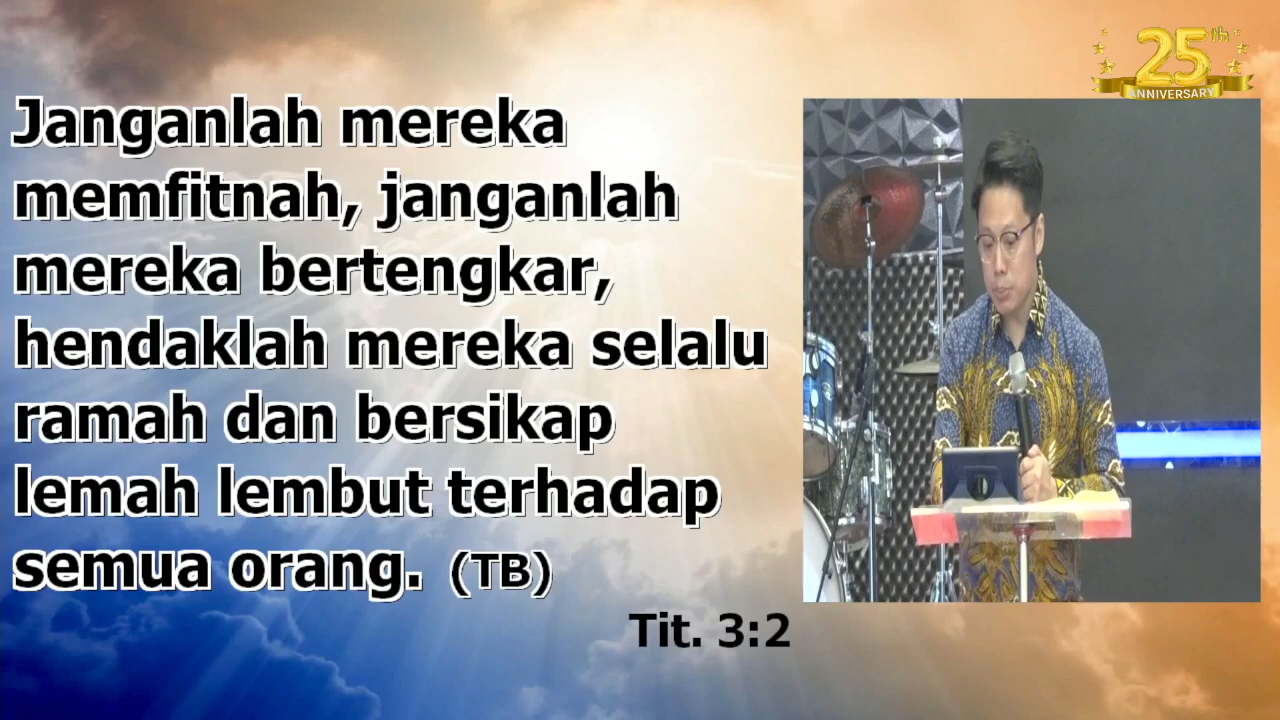 25th
ANNIVERSARY
Janganlah mereka
memfitnah, janganlah
mereka bertengkar,
hendaklah mereka selalu
ramah dan bersikap
lemah lembut terhadap
semua orang. (TB)
Tit. 3:2